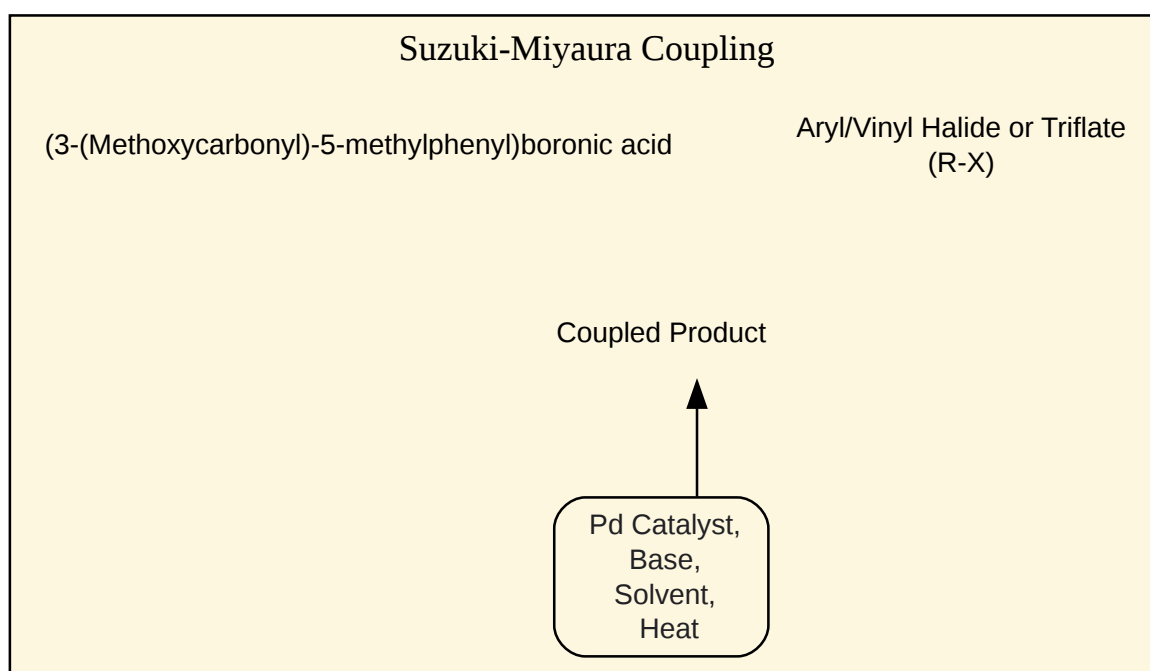 Suzuki-Miyaura Coupling
(3-(Methoxycarbonyl)-5-methylphenyl)boronic acid
Aryl/Vinyl Halide or Triflate
(R-X)
Coupled Product
Pd Catalyst,
Base,
Solvent,
Heat